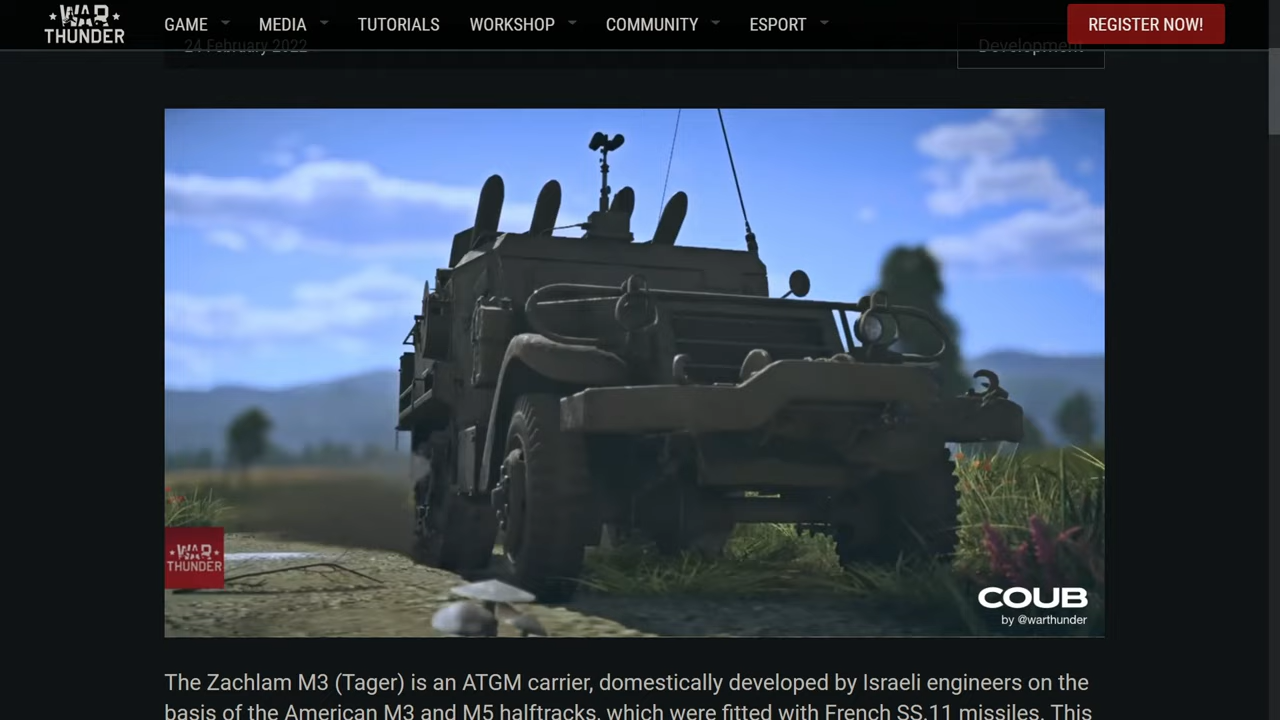 WAR THUNDER
GAME MEDIA TUTORIALS WORKSHOP COMMUNITY ESPORT REGISTER NOW!
24 February 2022 Development
WAR THUNDER
COUB
by @warthunder
The Zachlam M3 (Tager) is an ATGM carrier, domestically developed by Israeli engineers on the
basis of the American M3 and M5 halftracks, which were fitted with French SS.11 missiles. This